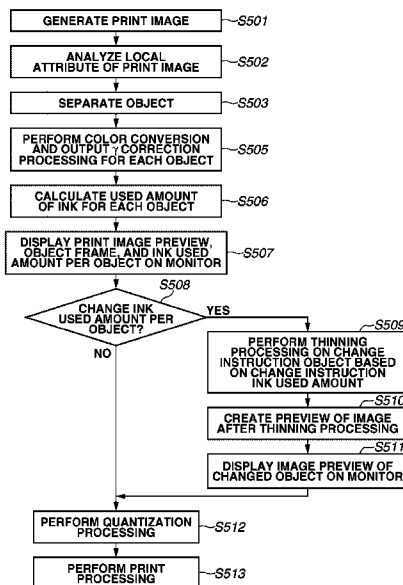 GENERATE PRINT IMAGE
S501
ANALYZE LOCAL
ATTRIBUTE OF PRINT IMAGE
S502
SEPARATE OBJECT
S503
PERFORM COLOR CONVERSION
AND OUTPUT γ CORRECTION
PROCESSING FOR EACH OBJECT
S505
CALCULATE USED AMOUNT
OF INK FOR EACH OBJECT
S506
DISPLAY PRINT IMAGE PREVIEW,
OBJECT FRAME, AND INK USED
AMOUNT PER OBJECT ON MONITOR
S507
S508
CHANGE INK
USED AMOUNT PER
OBJECT?
YES
NO
S509
PERFORM THINNING
PROCESSING ON CHANGE
INSTRUCTION OBJECT BASED
ON CHANGE INSTRUCTION
INK USED AMOUNT
S510
CREATE PREVIEW OF IMAGE
AFTER THINNING PROCESSING
S511
DISPLAY IMAGE PREVIEW OF
CHANGED OBJECT ON MONITOR
PERFORM QUANTIZATION
PROCESSING
S512
PERFORM PRINT
PROCESSING
S513